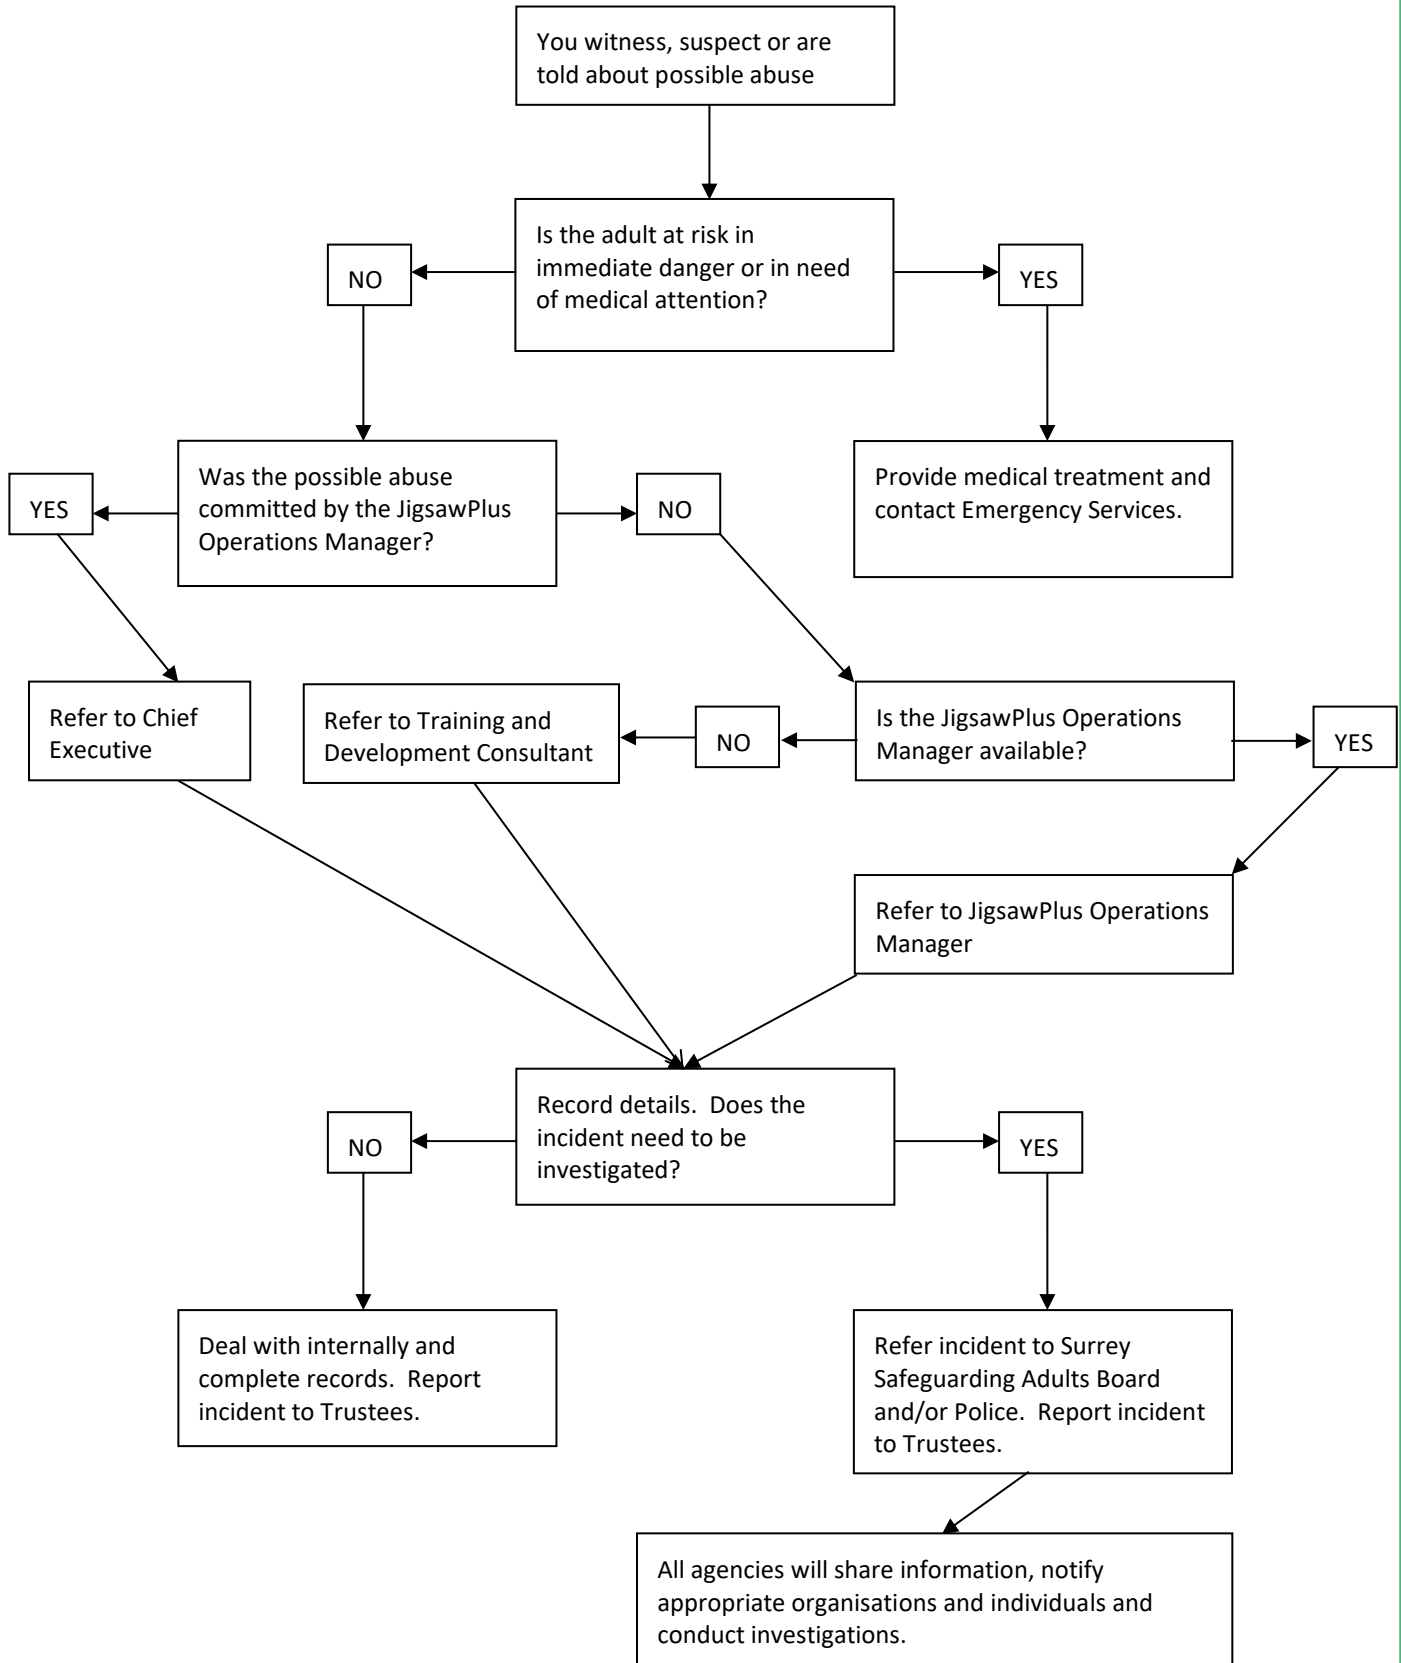 You witness, suspect or are
told about possible abuse
Is the adult at risk in
immediate danger or in need
of medical attention?
NO
YES
Was the possible abuse
committed by the JigsawPlus
Operations Manager?
YES
NO
Provide medical treatment and
contact Emergency Services.
Refer to Chief
Executive
Refer to Training and
Development Consultant
NO
Is the JigsawPlus Operations
Manager available?
YES
Refer to JigsawPlus Operations
Manager
Record details.  Does the
incident need to be
investigated?
NO
YES
Deal with internally and
complete records.  Report
incident to Trustees.
Refer incident to Surrey
Safeguarding Adults Board
and/or Police.  Report incident
to Trustees.
All agencies will share information, notify
appropriate organisations and individuals and
conduct investigations.